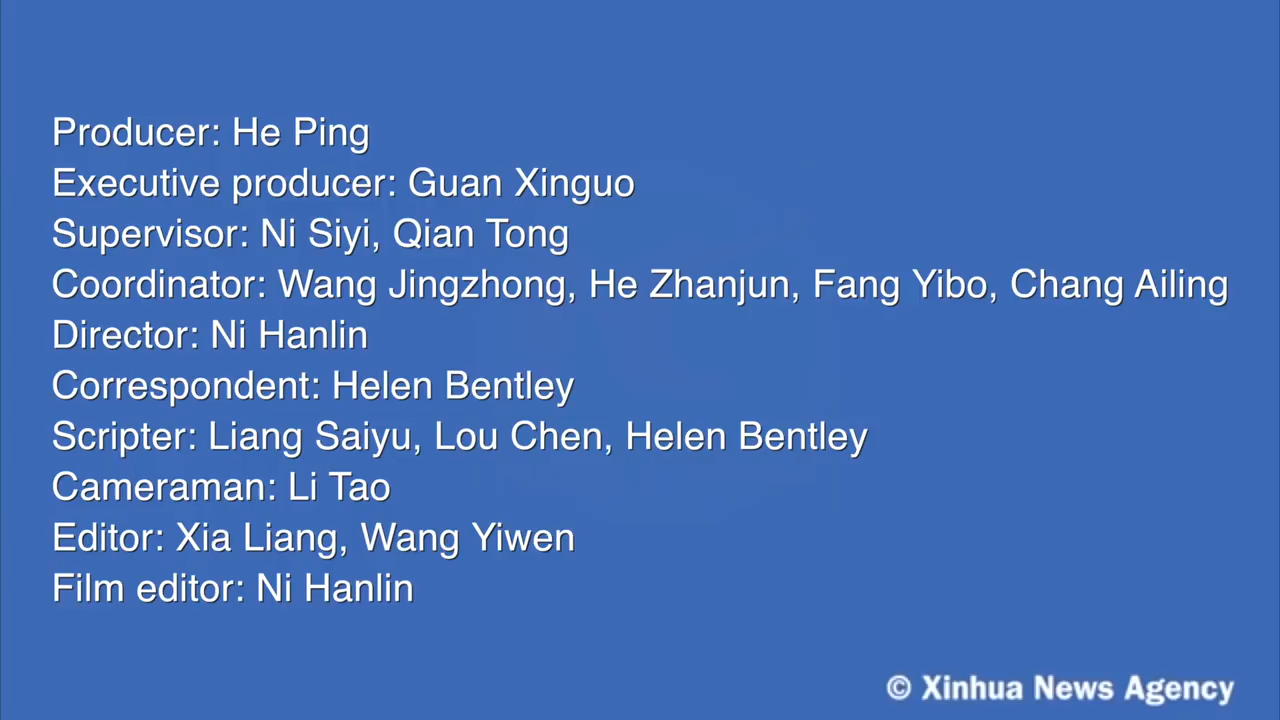 Producer: He Ping
Executive producer: Guan Xinguo
Supervisor: Ni Siyi, Qian Tong
Coordinator: Wang Jingzhong, He Zhanjun, Fang Yibo, Chang Ailing
Director: Ni Hanlin
Correspondent: Helen Bentley
Scripter: Liang Saiyu, Lou Chen, Helen Bentley
Cameraman: Li Tao
Editor: Xia Liang, Wang Yiwen
Film editor: Ni Hanlin
© Xinhua News Agency